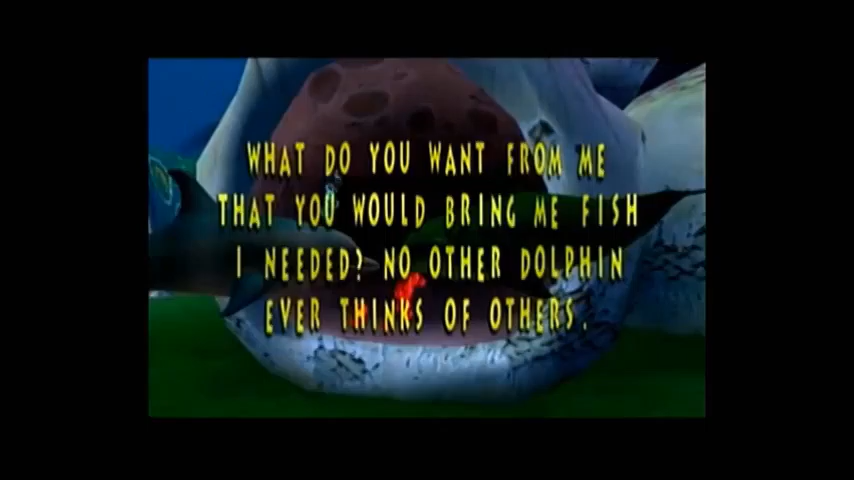 WHAT DO YOU WANT FROM ME
THAT YOU WOULD BRING ME FISH
I NEEDED? NO OTHER DOLPHIN
EVER THINKS OF OTHERS.